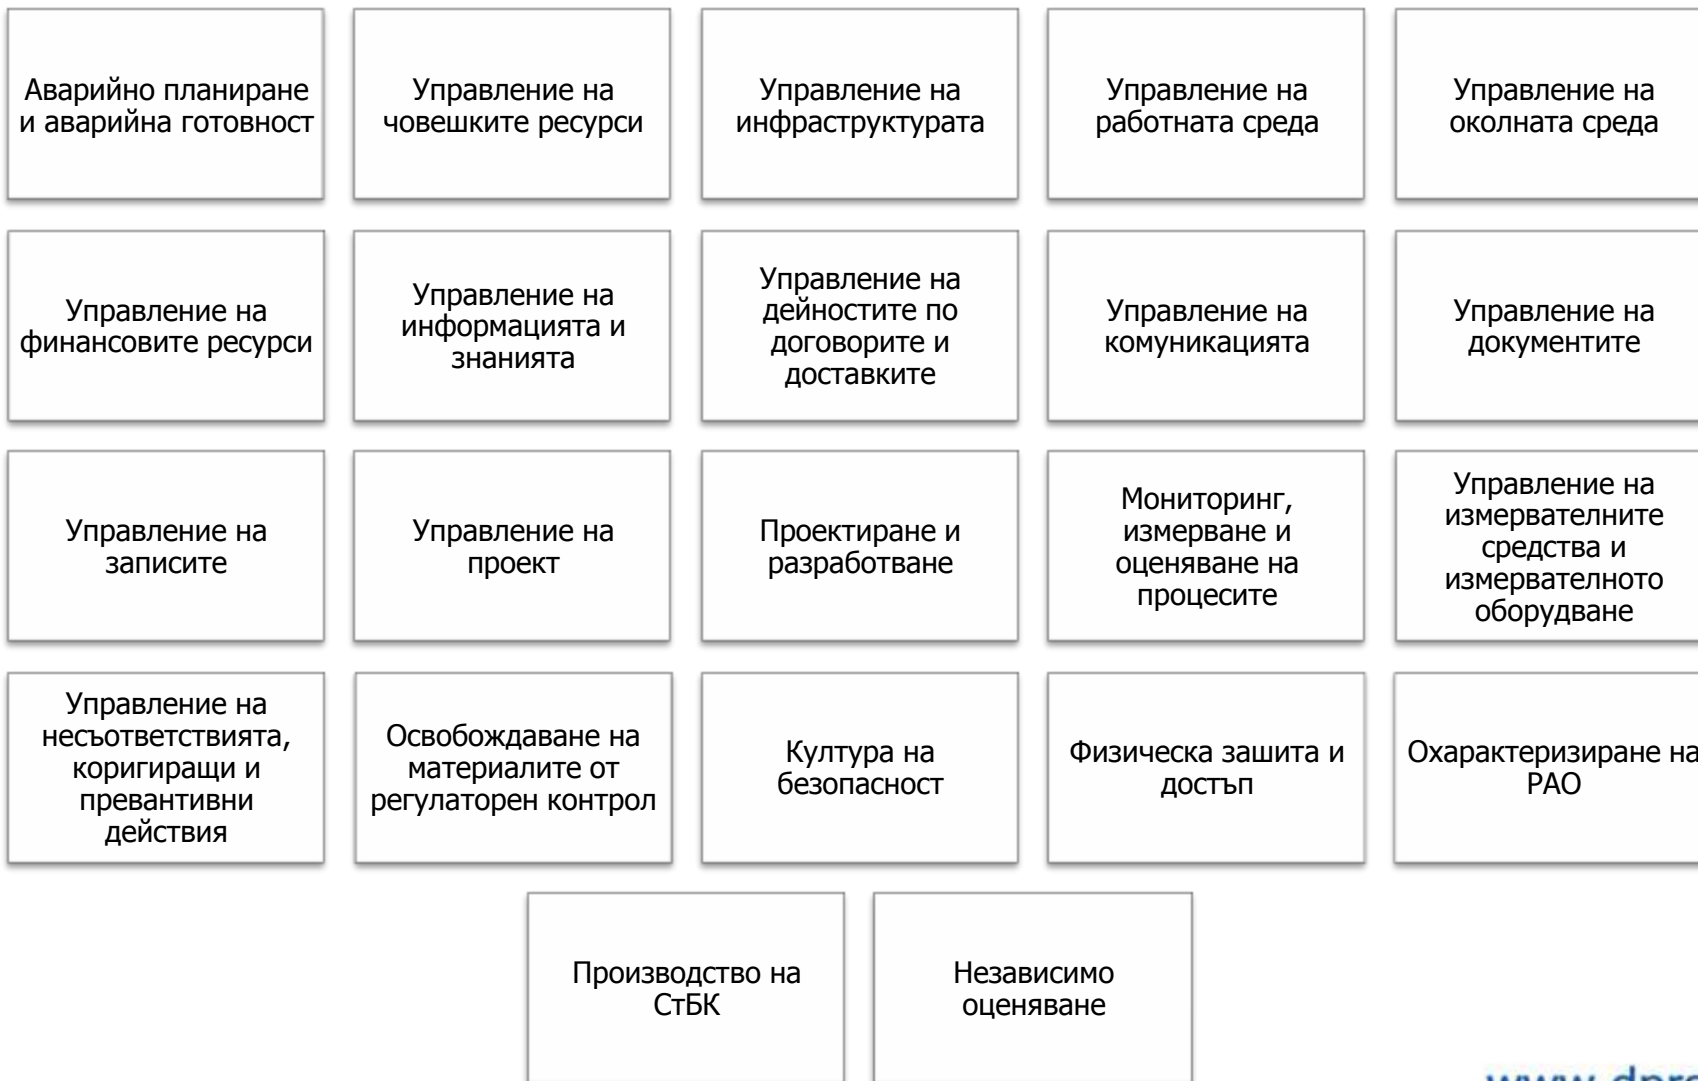 Аварийно планиране
и аварийна готовност
Управление на
човешките ресурси
Управление на
инфраструктурата
Управление на
работната среда
Управление на
околната среда
Управление на
финансовите ресурси
Управление на
информацията и
знанията
Управление на
дейностите по
договорите и
доставките
Управление на
комуникацията
Управление на
документите
Управление на
записите
Управление на
проект
Проектиране и
разработване
Мониторинг,
измерване и
оценяване на
процесите
Управление на
измервателните
средства и
измервателното
оборудване
Управление на
несъответствията,
коригиращи и
превантивни
действия
Освобождаване на
материалите от
регулаторен контрол
Култура на
безопасност
Физическа зашита и
достъп
Охарактеризиране на
РАО
Производство на
СтБК
Независимо
оценяване